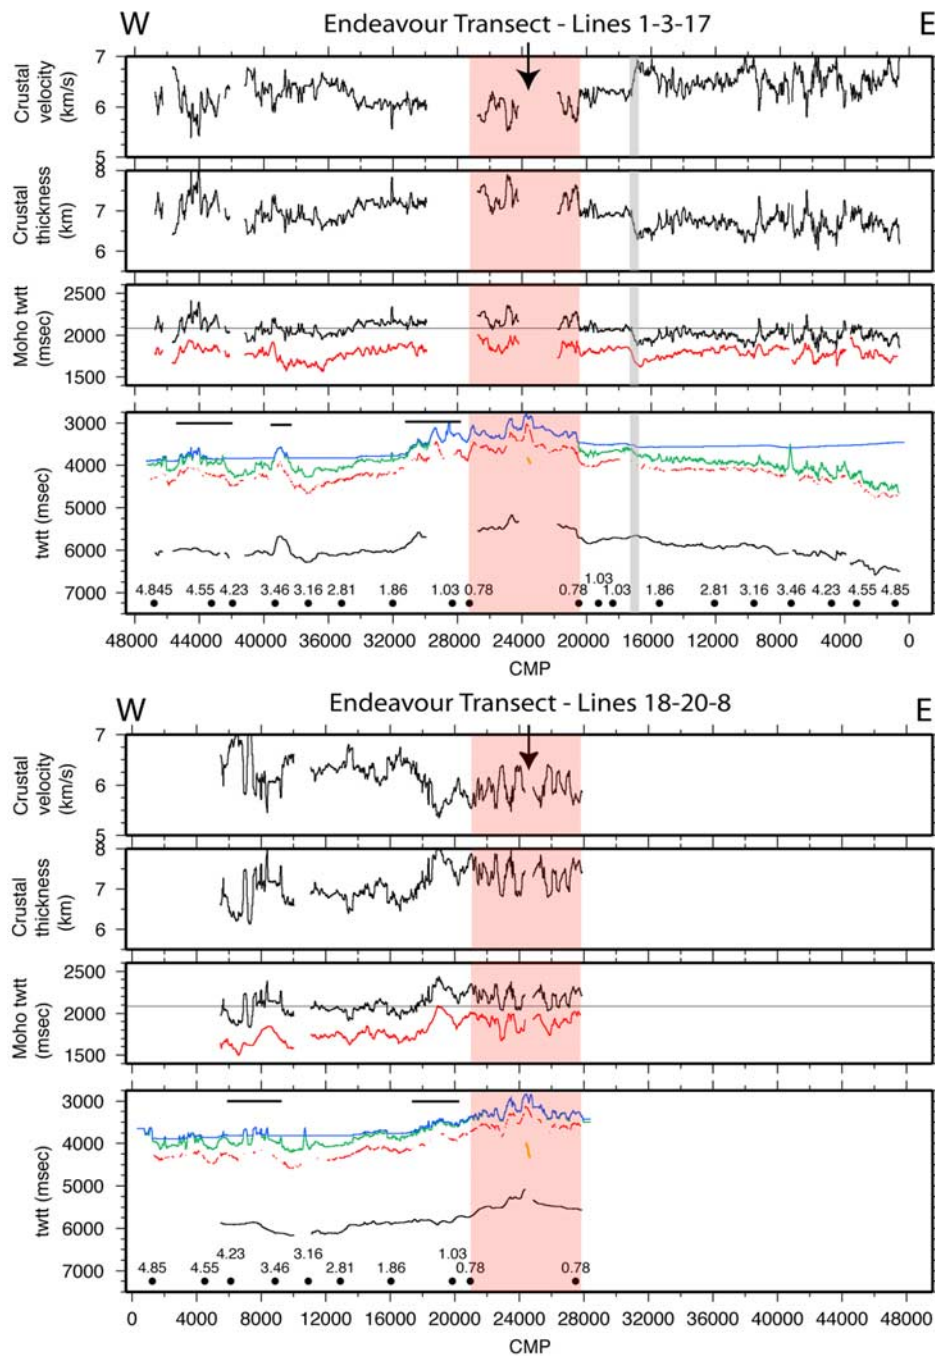 W
Endeavour Transect - Lines 1-3-17
E
Crustal
velocity
(km/s)
7
6
5
Crustal
thickness
(km)
8
7
6
Moho twtt
(msec)
2500
2000
1500
twtt (msec)
3000
4000
5000
6000
7000
1.03
4.845 4.55 4.23 3.46 3.16 2.81 1.86 1.03 0.78 0.78 1.03 1.86 2.81 3.16 3.46 4.23 4.55 4.85
48000 44000 40000 36000 32000 28000 24000 20000 16000 12000 8000 4000 0
CMP
W
Endeavour Transect - Lines 18-20-8
E
Crustal
velocity
(km/s)
7
6
5
Crustal
thickness
(km)
8
7
6
Moho twtt
(msec)
2500
2000
1500
twtt (msec)
3000
4000
5000
6000
7000
4.23 3.16 1.03
4.85 4.55 3.46 2.81 1.86 0.78 0.78
0 4000 8000 12000 16000 20000 24000 28000 32000 36000 40000 44000 48000
CMP